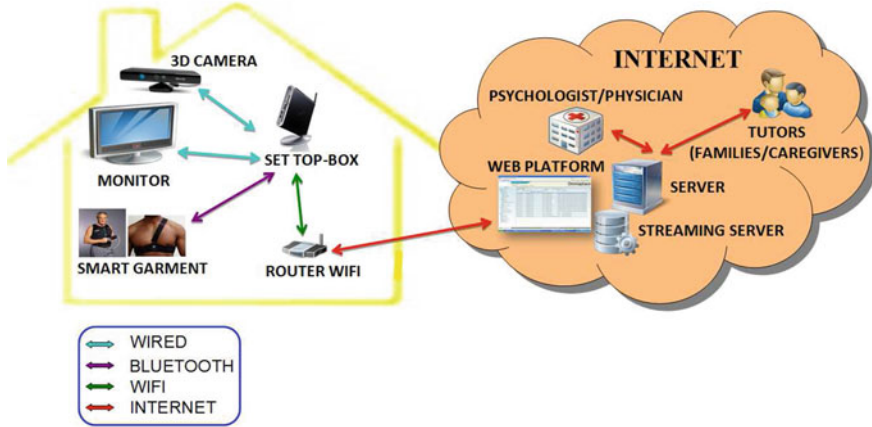 3D CAMERA
SET TOP-BOX
MONITOR
SMART GARMENT
ROUTER WIFI
INTERNET
PSYCHOLOGIST/PHYSICIAN
TUTORS
(FAMILIES/CAREGIVERS)
WEB PLATFORM
SERVER
STREAMING SERVER
WIRED
BLUETOOTH
WIFI
INTERNET